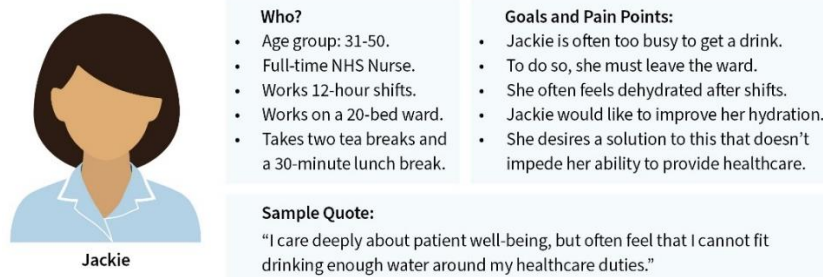 Jackie
Who?
• Age group: 31-50.
• Full-time NHS Nurse.
• Works 12-hour shifts.
• Works on a 20-bed ward.
• Takes two tea breaks and
a 30-minute lunch break.
Goals and Pain Points:
• Jackie is often too busy to get a drink.
• To do so, she must leave the ward.
• She often feels dehydrated after shifts.
• Jackie would like to improve her hydration.
• She desires a solution to this that doesn’t
impede her ability to provide healthcare.
Sample Quote:
“I care deeply about patient well-being, but often feel that I cannot fit
drinking enough water around my healthcare duties.”